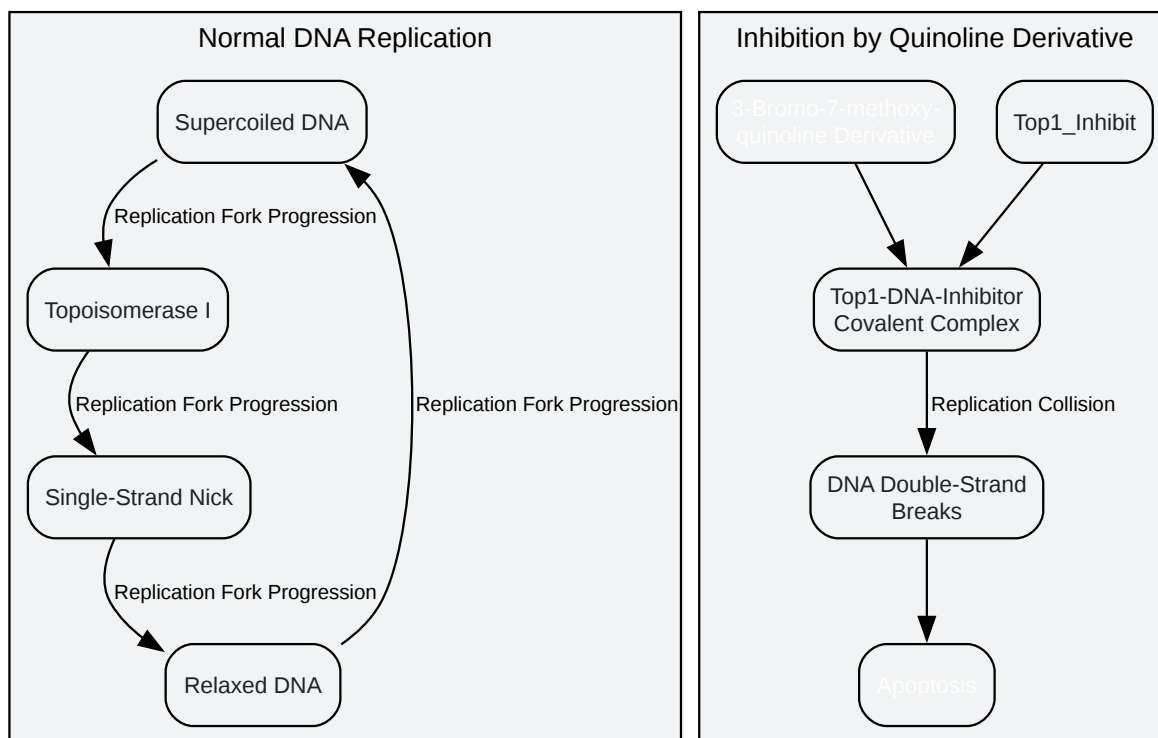 Normal DNA Replication
Supercoiled DNA
Replication Fork Progression
Topoisomerase I
Replication Fork Progression
Single-Strand Nick
Replication Fork Progression
Relaxed DNA
Replication Fork Progression
Inhibition by Quinoline Derivative
3-Bromo-7-methoxy-
quinoline Derivative
Top1_Inhibit
Top1-DNA-Inhibitor
Covalent Complex
Replication Collision
DNA Double-Strand
Breaks
Apoptosis